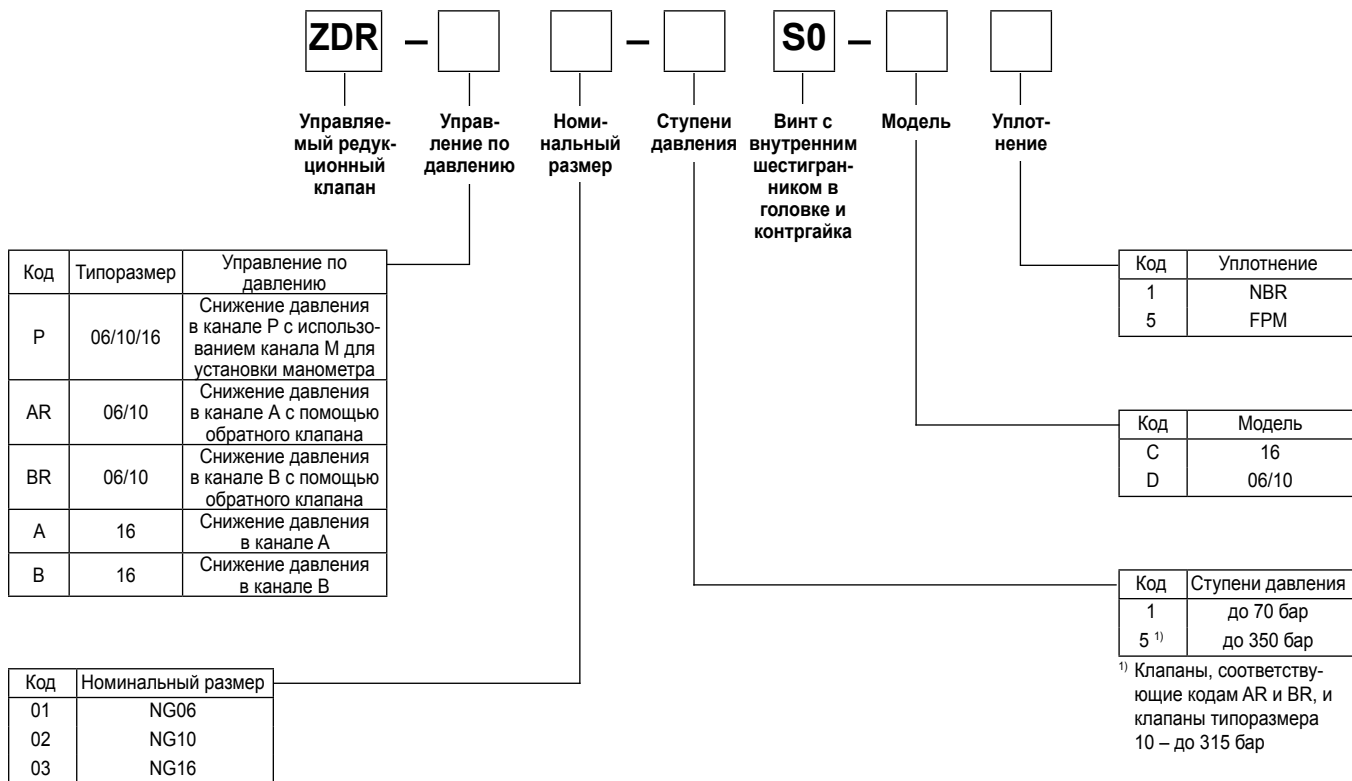 ZDR – – S0 –
Управляе-
мый редук-
ционный
клапан
Управ-
ление по
давлению
Номи-
нальный
размер
Ступени
давления
Винт с
внутренним
шестигран-
ником в
головке и
контргайка
Модель
Уплот-
нение
Код Типоразмер Управление по
давлению
P 06/10/16 Снижение давления
в канале P с использо-
ванием канала M для
установки манометра
AR 06/10 Снижение давления
в канале A с помощью
обратного клапана
BR 06/10 Снижение давления
в канале B с помощью
обратного клапана
A 16 Снижение давления
в канале A
B 16 Снижение давления
в канале B
Код Номинальный размер
01 NG06
02 NG10
03 NG16
Код Уплотнение
1 NBR
5 FPM
Код Модель
C 16
D 06/10
Код Ступени давления
1 до 70 бар
5 1) до 350 бар
1) Клапаны, соответству-
ющие кодам AR и BR, и
клапаны типоразмера
10 – до 315 бар